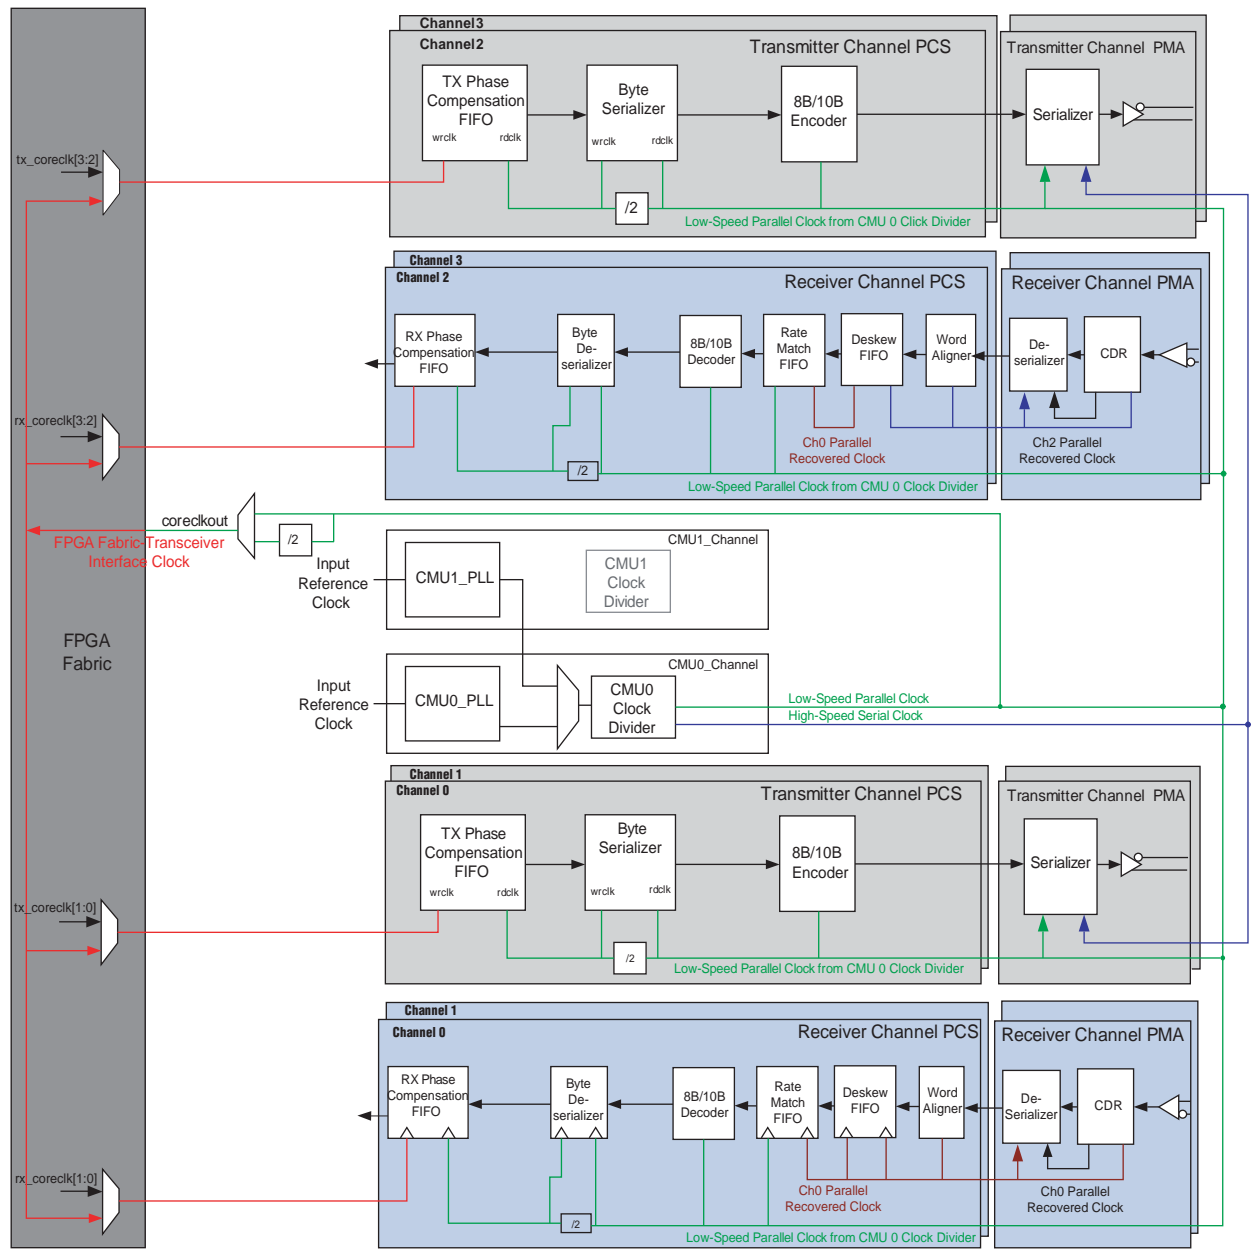 Channel3
Channel2
Transmitter Channel PCS
Transmitter Channel PMA
TX Phase
Compensation
FIFO
wrclk
rdclk
Byte
Serializer
wrclk
rdclk
8B/10B
Encoder
Serializer
/2
Low-Speed Parallel Clock from CMU 0 Click Divider
tx_coreclk[3:2]
Channel 3
Channel 2
Receiver Channel PCS
Receiver Channel PMA
RX Phase
Compensation
FIFO
Byte
De-
serializer
8B/10B
Decoder
Rate
Match
FIFO
Deskew
FIFO
Word
Aligner
De-
serializer
CDR
rx_coreclk[3:2]
Ch0 Parallel
Recovered Clock
Ch2 Parallel
Recovered Clock
/2
Low-Speed Parallel Clock from CMU 0 Clock Divider
coreclkout
/2
FPGA Fabric-Transceiver
Interface Clock
Input
Reference
Clock
CMU1_PLL
CMU1
Clock
Divider
CMU1_Channel
FPGA
Fabric
Input
Reference
Clock
CMU0_PLL
CMU0
Clock
Divider
CMU0_Channel
Low-Speed Parallel Clock
High-Speed Serial Clock
Channel 1
Channel 0
Transmitter Channel PCS
Transmitter Channel PMA
TX Phase
Compensation
FIFO
wrclk
rdclk
Byte
Serializer
wrclk
rdclk
8B/10B
Encoder
Serializer
tx_coreclk[1:0]
/2
Low-Speed Parallel Clock from CMU 0 Clock Divider
Channel 1
Channel 0
Receiver Channel PCS
Receiver Channel PMA
RX Phase
Compensation
FIFO
Byte
De-
serializer
8B/10B
Decoder
Rate
Match
FIFO
Deskew
FIFO
Word
Aligner
De-
Serializer
CDR
rx_coreclk[1:0]
Ch0 Parallel
Recovered Clock
Ch0 Parallel
Recovered Clock
/2
Low-Speed Parallel Clock from CMU 0 Clock Divider